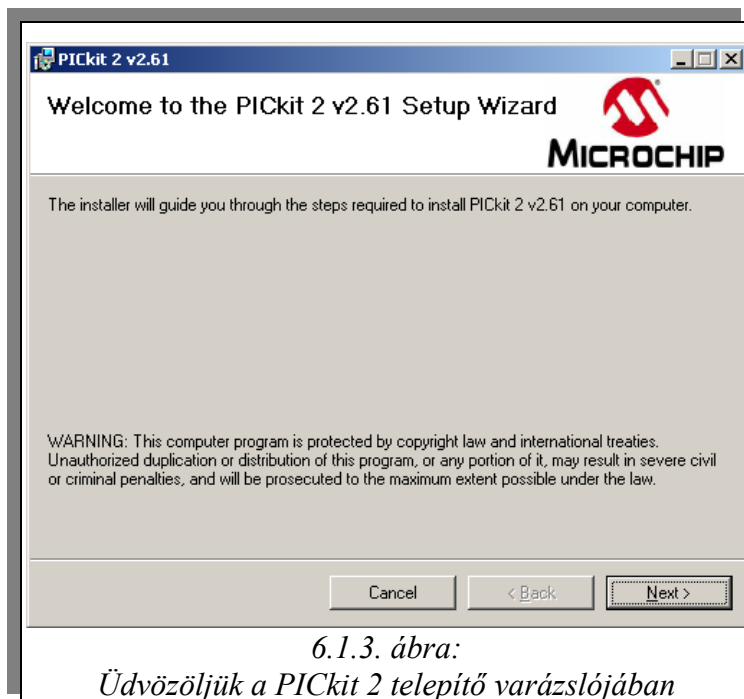 PICkit 2 v2.61
Welcome to the PICkit 2 v2.61 Setup Wizard
MICROCHIP
The installer will guide you through the steps required to install PICkit 2 v2.61 on your computer.
WARNING: This computer program is protected by copyright law and international treaties.
Unauthorized duplication or distribution of this program, or any portion of it, may result in severe civil
or criminal penalties, and will be prosecuted to the maximum extent possible under the law.
Cancel
< Back
Next >
6.1.3. ábra:
Üdvözöljük a PICkit 2 telepítő varázslójában